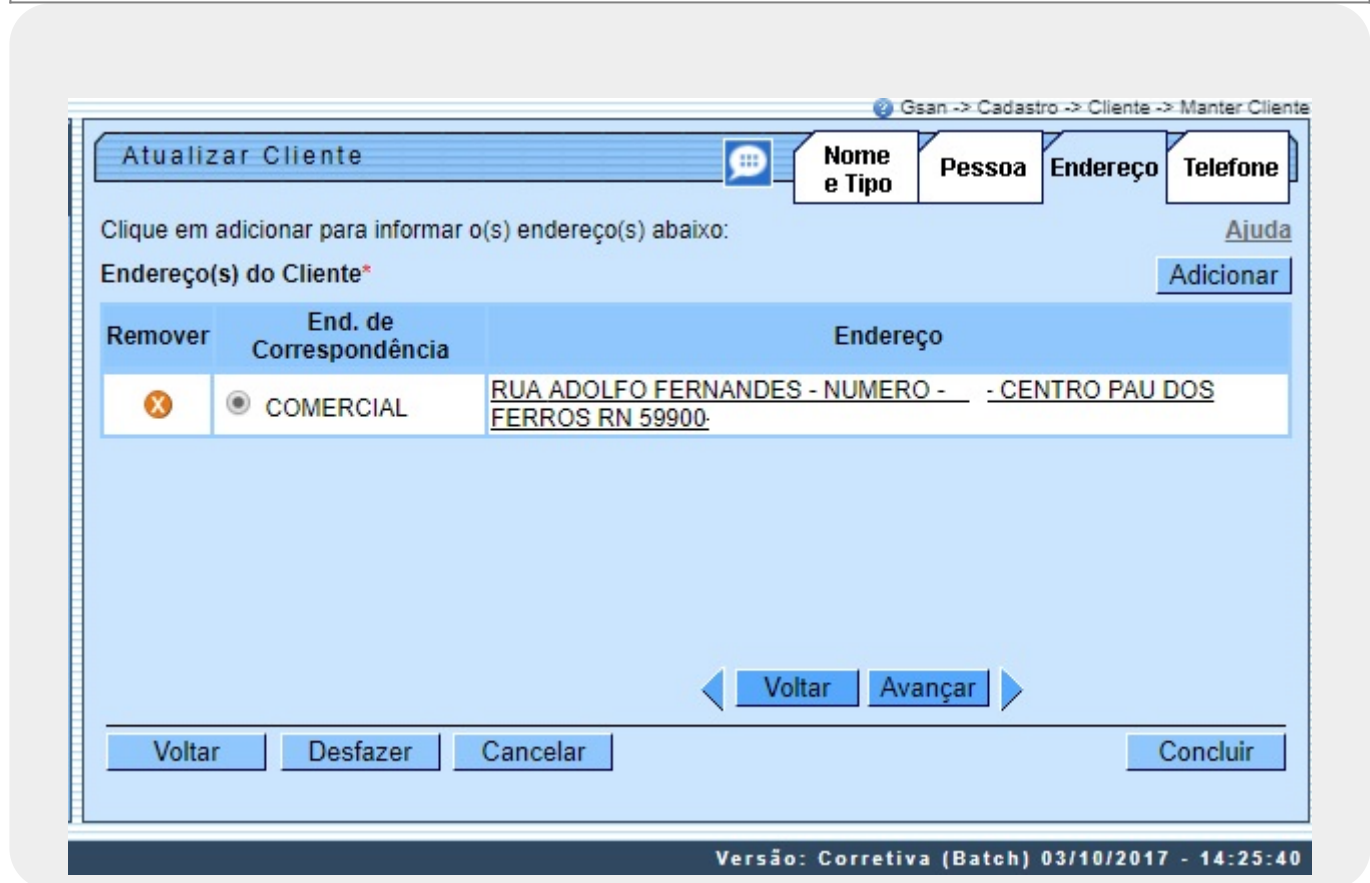 Gsan -> Cadastro -> Cliente -> Manter Cliente
Atualizar Cliente
Nome
e Tipo
Pessoa
Endereço
Telefone
Clique em adicionar para informar o(s) endereço(s) abaixo:
Ajuda
Endereço(s) do Cliente*
Adicionar
Remover
End. de
Correspondência
Endereço
COMERCIAL
RUA ADOLFO FERNANDES - NUMERO - - CENTRO PAU DOS
FERROS RN 59900-
Voltar
Avançar
Voltar
Desfazer
Cancelar
Concluir
Versão: Corretiva (Batch) 03/10/2017 - 14:25:40